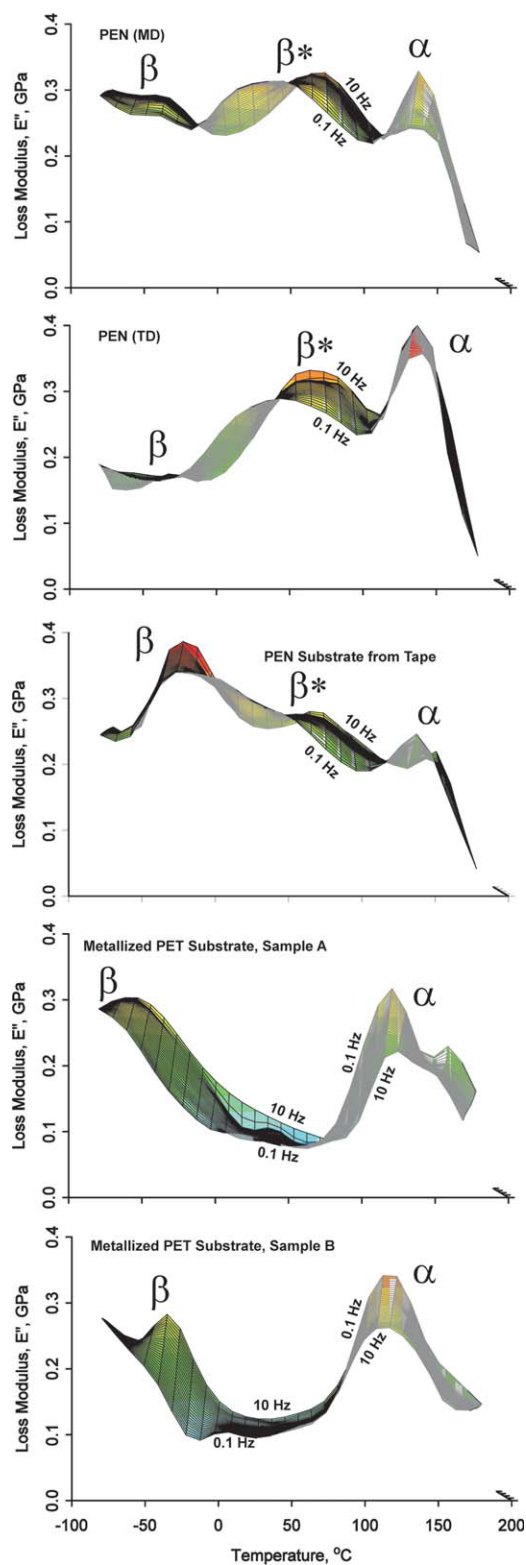 PEN (MD)
β
β*
α
10 Hz
0.1 Hz
Loss Modulus, E", GPa
0.4
0.3
0.2
0.1
0.0
PEN (TD)
β
β*
α
10 Hz
0.1 Hz
Loss Modulus, E", GPa
0.4
0.3
0.2
0.1
0.0
β
PEN Substrate from Tape
β*
α
10 Hz
0.1 Hz
Loss Modulus, E", GPa
0.4
0.3
0.2
0.1
0.0
Metallized PET Substrate, Sample A
β
α
0.1 Hz
10 Hz
10 Hz
0.1 Hz
Loss Modulus, E", GPa
0.4
0.3
0.2
0.1
0.0
Metallized PET Substrate, Sample B
β
α
0.1 Hz
10 Hz
10 Hz
0.1 Hz
Loss Modulus, E", GPa
0.4
0.3
0.2
0.1
0.0
-100 -50 0 50 100 150 200
Temperature, °C